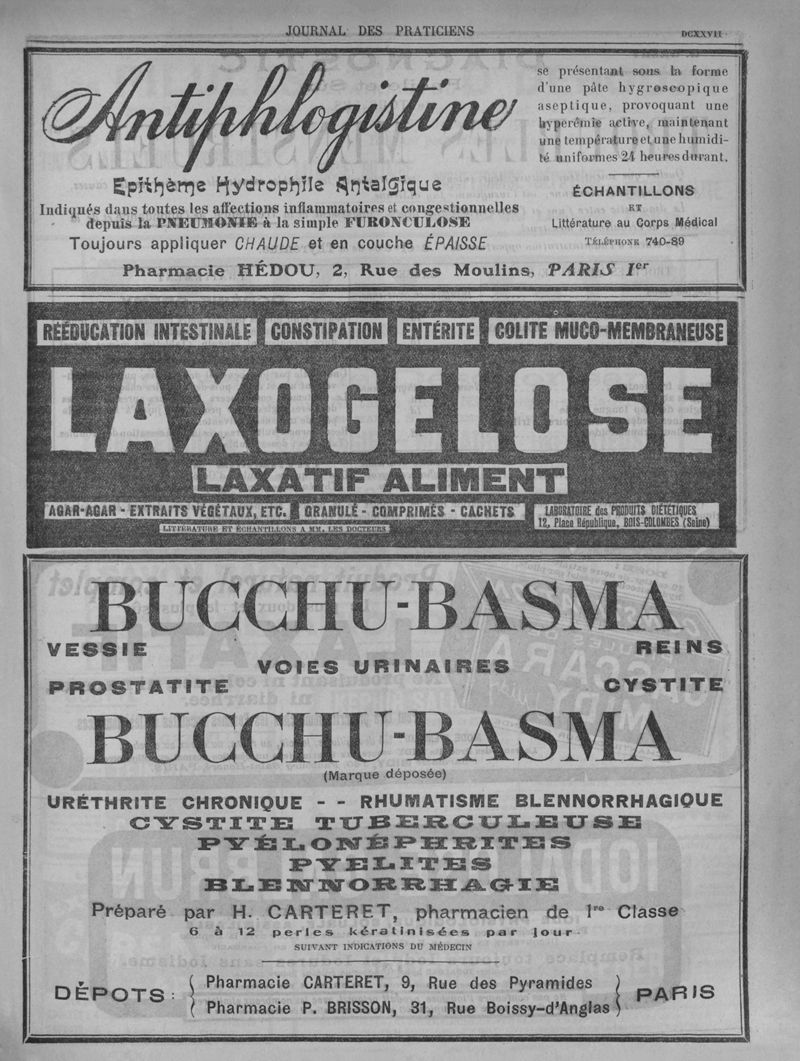 JOURNAL DES PRATICIENS
DCXXVII
Antiphlogistine
Epithème Hydrophile Antalgique
Indiqués dans toutes les affections inflammatoires et congestionnelles
depuis la PNEUMONIE à la simple FURONCULOSE
Toujours appliquer CHAUDE et en couche ÉPAISSE
se présentant sous la forme
d'une pâte hygroscopique
aseptique, provoquant une
hyperémie active, maintenant
une température et une humidi-
té uniformes 24 heures durant.
ÉCHANTILLONS
ET
Littérature au Corps Médical
TÉLÉPHONE 740-89
Pharmacie HÉDOU, 2, Rue des Moulins, PARIS Ier
RÉÉDUCATION INTESTINALE CONSTIPATION ENTÉRITE COLITE MUCO-MEMBRANEUSE
LAXOGELOSE
LAXATIF ALIMENT
AGAR-AGAR - EXTRAITS VÉGÉTAUX, ETC. GRANULÉ - COMPRIMÉS - CACHETS
LITTÉRATURE ET ÉCHANTILLONS A MM. LES DOCTEURS
LABORATOIRE des PRODUITS DIÉTÉTIQUES
12, Place République, BOIS-COLOMBES (Seine)
BUCCHU-BASMA
VESSIE REINS
VOIES URINAIRES
PROSTATITE CYSTITE
BUCCHU-BASMA
(Marque déposée)
URÉTHRITE CHRONIQUE - - RHUMATISME BLENNORRHAGIQUE
CYSTITE TUBERCULEUSE
PYÉLONÉPHRITES
PYELITES
BLENNORRHAGIE
Préparé par H. CARTERET, pharmacien de 1re Classe
6 à 12 perles kératinisées par jour
SUIVANT INDICATIONS DU MÉDECIN
DÉPOTS : Pharmacie CARTERET, 9, Rue des Pyramides
Pharmacie P. BRISSON, 31, Rue Boissy-d'Anglas PARIS